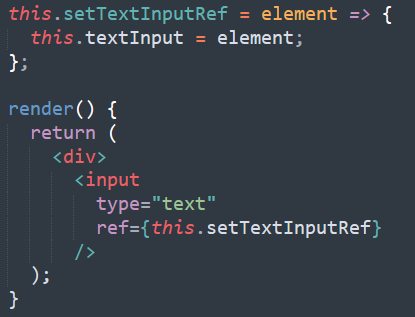 this.setTextInputRef = element => {
  this.textInput = element;
};

render() {
  return (
    <div>
      <input
        type="text"
        ref={this.setTextInputRef}
      />
  );
}